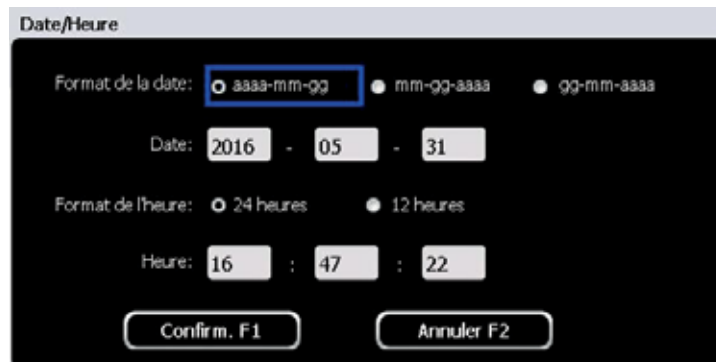 Date/Heure
Format de la date: aaaa-mm-gg mm-gg-aaaa gg-mm-aaaa
Date: 2016 - 05 - 31
Format de l'heure: 24 heures 12 heures
Heure: 16 : 47 : 22
Confirm. F1 Annuler F2